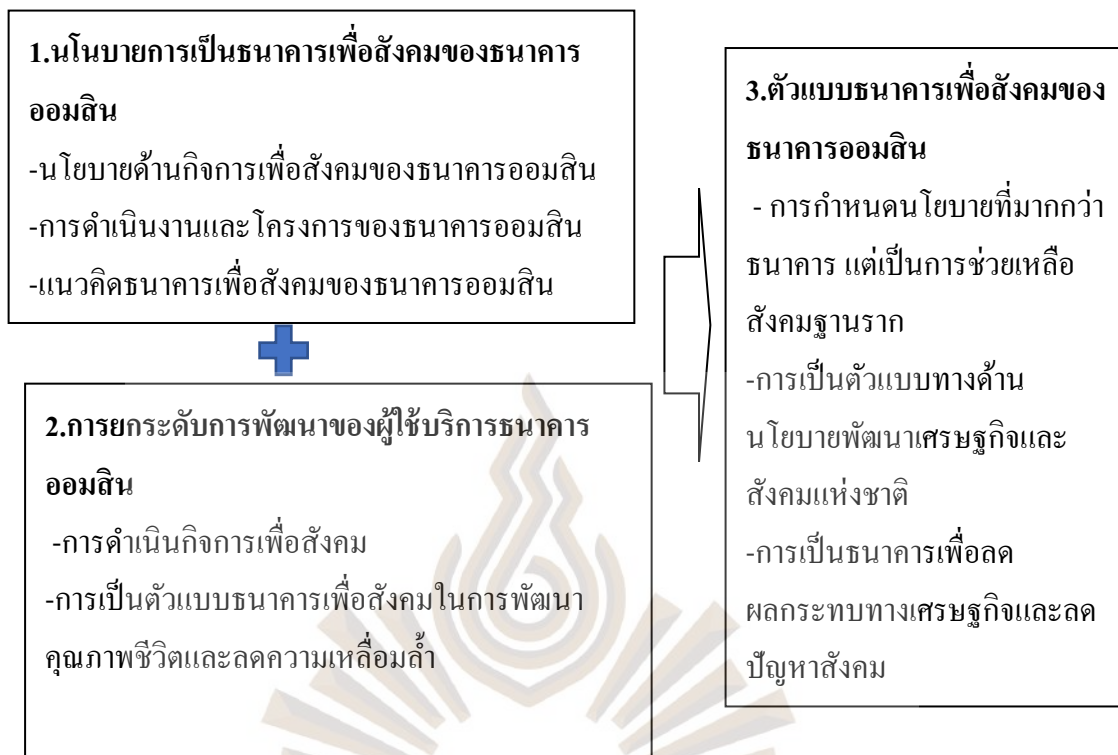 1.นโนบายการเป็นธนาคารเพื่อสังคมของธนาคาร
ออมสิน
-นโยบายด้านกิจการเพื่อสังคมของธนาคารออมสิน
-การดำเนินงานและโครงการของธนาคารออมสิน
-แนวคิดธนาคารเพื่อสังคมของธนาคารออมสิน
2.การยกระดับการพัฒนาของผู้ใช้บริการธนาคาร
ออมสิน
-การดำเนินกิจการเพื่อสังคม
-การเป็นตัวแบบธนาคารเพื่อสังคมในการพัฒนา
คุณภาพชีวิตและลดความเหลื่อมล้ำ
3.ตัวแบบธนาคารเพื่อสังคมของ
ธนาคารออมสิน
- การกำหนดนโยบายที่มากกว่า
ธนาคาร แต่เป็นการช่วยเหลือ
สังคมฐานราก
-การเป็นตัวแบบทางด้าน
นโยบายพัฒนาเศรษฐกิจและ
สังคมแห่งชาติ
-การเป็นธนาคารเพื่อลด
ผลกระทบทางเศรษฐกิจและลด
ปัญหาสังคม